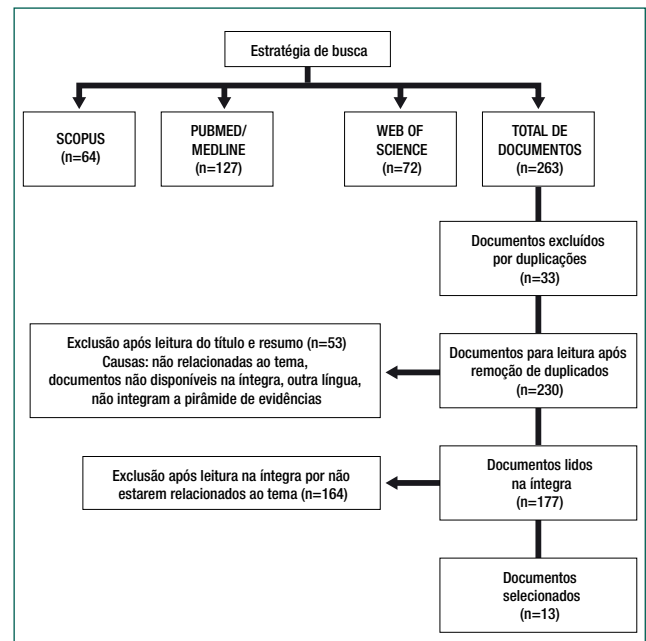 Estratégia de busca
SCOPUS
(n=64)
PUBMED/
MEDLINE
(n=127)
WEB OF
SCIENCE
(n=72)
TOTAL DE
DOCUMENTOS
(n=263)
Documentos excluídos
por duplicações
(n=33)
Exclusão após leitura do título e resumo (n=53)
Causas: não relacionadas ao tema,
documentos não disponíveis na íntegra, outra língua,
não integram a pirâmide de evidências
Documentos para leitura após
remoção de duplicados
(n=230)
Exclusão após leitura na íntegra por não
estarem relacionados ao tema (n=164)
Documentos lidos
na íntegra
(n=177)
Documentos
selecionados
(n=13)